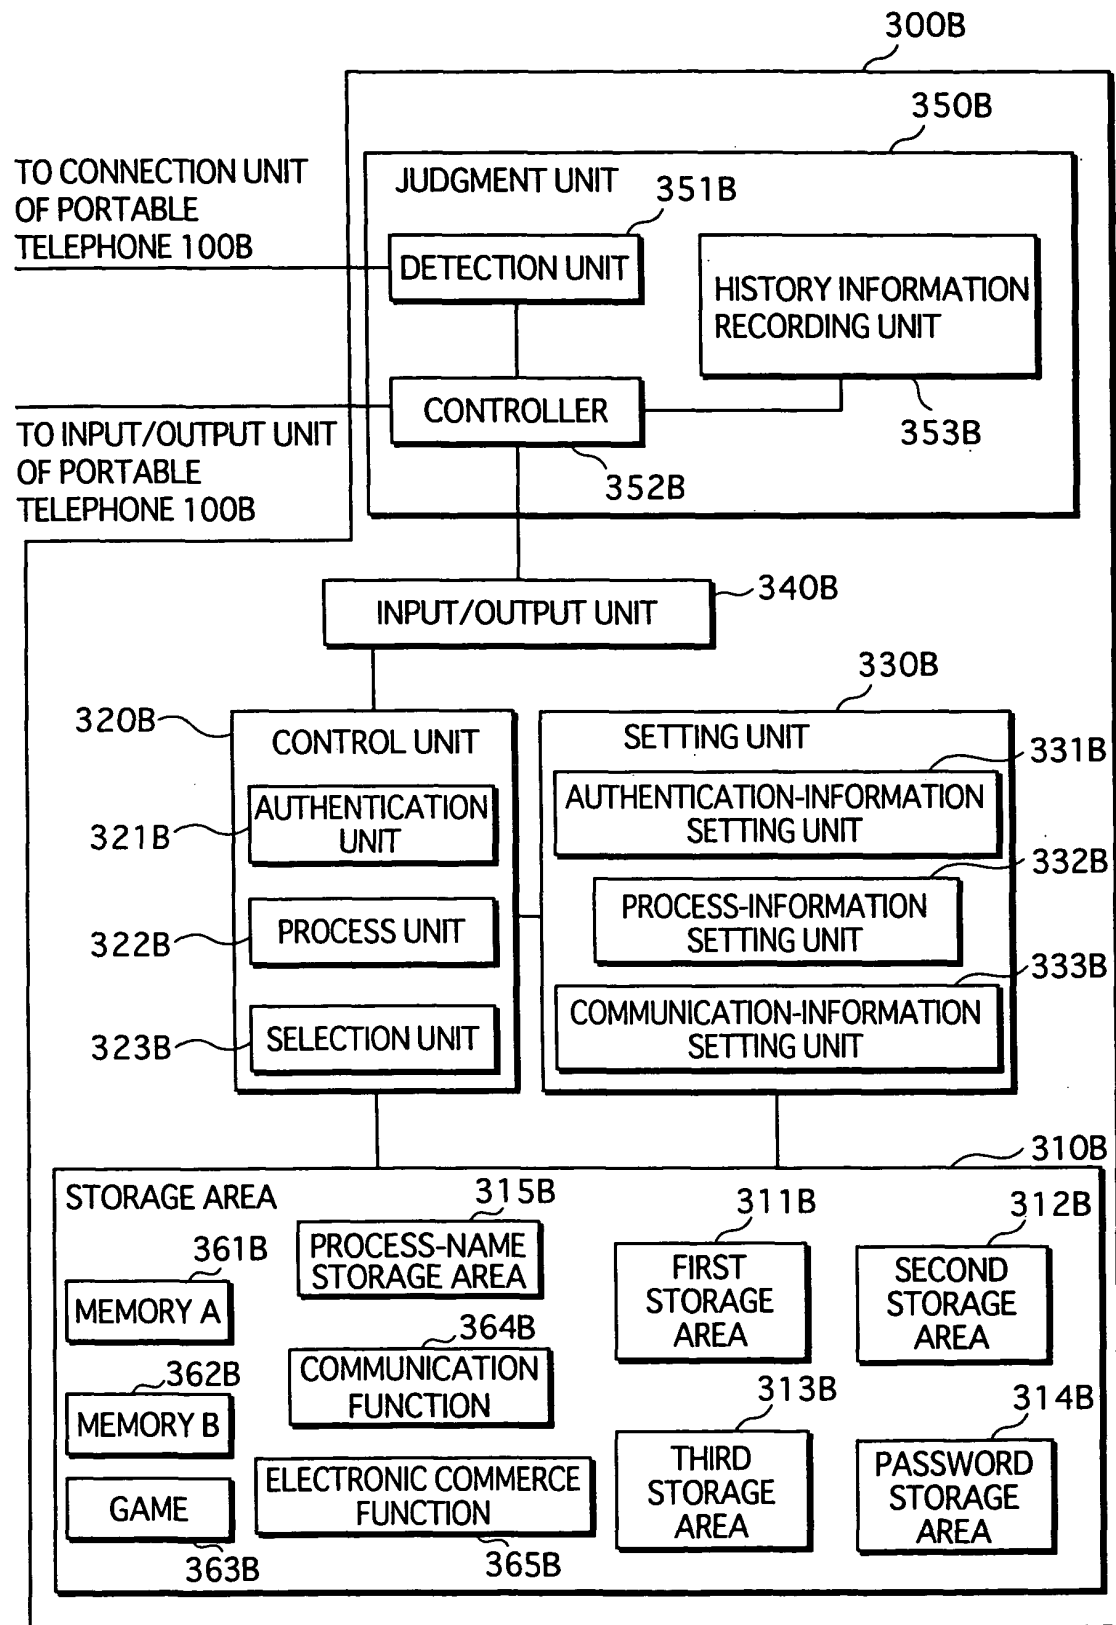 300B
350B
TO CONNECTION UNIT
OF PORTABLE
TELEPHONE 100B
JUDGMENT UNIT
351B
DETECTION UNIT
HISTORY INFORMATION
RECORDING UNIT
CONTROLLER
353B
352B
TO INPUT/OUTPUT UNIT
OF PORTABLE
TELEPHONE 100B
INPUT/OUTPUT UNIT
340B
330B
320B
CONTROL UNIT
SETTING UNIT
331B
AUTHENTICATION
UNIT
321B
AUTHENTICATION-INFORMATION
SETTING UNIT
332B
PROCESS UNIT
322B
PROCESS-INFORMATION
SETTING UNIT
333B
SELECTION UNIT
323B
COMMUNICATION-INFORMATION
SETTING UNIT
310B
STORAGE AREA
315B
311B
312B
PROCESS-NAME
STORAGE AREA
361B
MEMORY A
FIRST
STORAGE
AREA
SECOND
STORAGE
AREA
364B
COMMUNICATION
FUNCTION
362B
MEMORY B
313B
314B
ELECTRONIC COMMERCE
FUNCTION
THIRD
STORAGE
AREA
PASSWORD
STORAGE
AREA
GAME
363B
365B